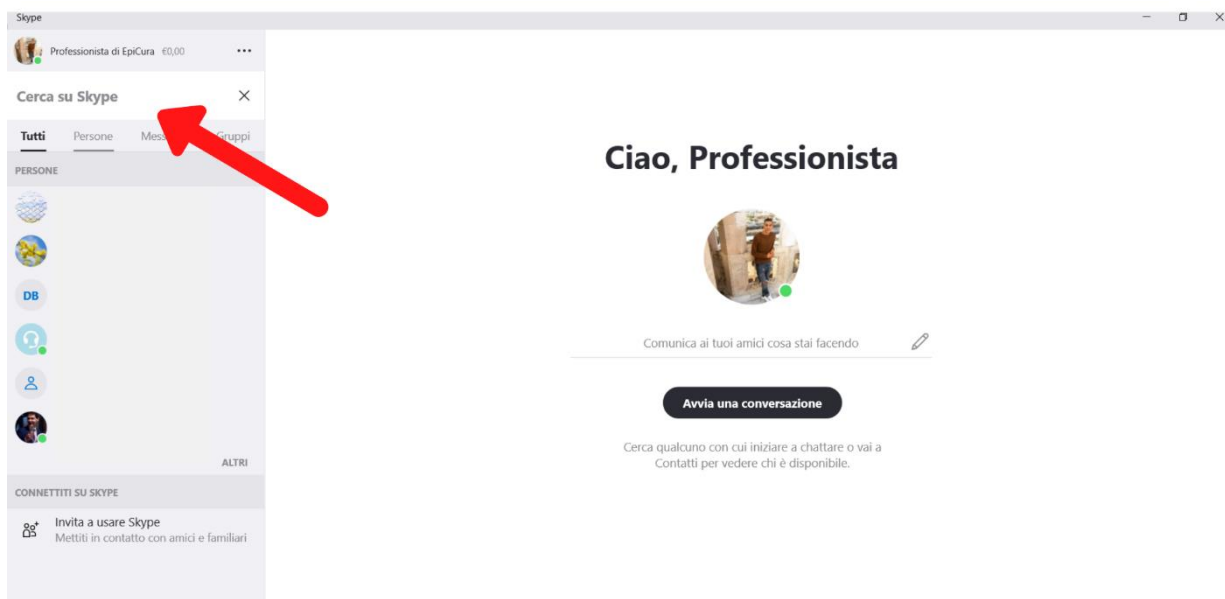 Skype
Professionista di EpiCura €0,00
Cerca su Skype
Tutti Persone Gruppi
PERSONE
DB
ALTRI
CONNETTITI SU SKYPE
Invita a usare Skype
Mettiti in contatto con amici e familiari
Ciao, Professionista
Comunica ai tuoi amici cosa stai facendo
Avvia una conversazione
Cerca qualcuno con cui iniziare a chattare o vai a
Contatti per vedere chi è disponibile.